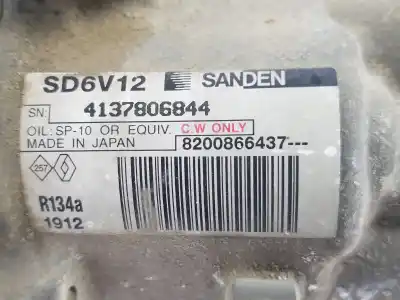 SD6V12 SANDEN
SN: 4137806844
OIL: SP-10 OR EQUIV. C.W ONLY
MADE IN JAPAN 8200866437---
257
R134a
1912